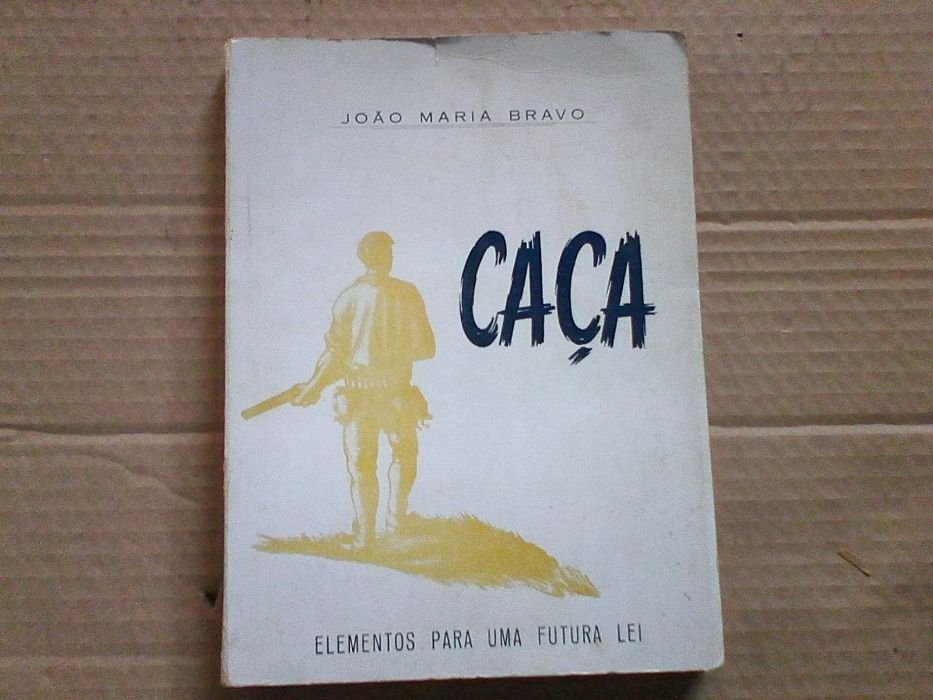 JOÃO MARIA BRAVO
CAÇA
ELEMENTOS PARA UMA FUTURA LEI